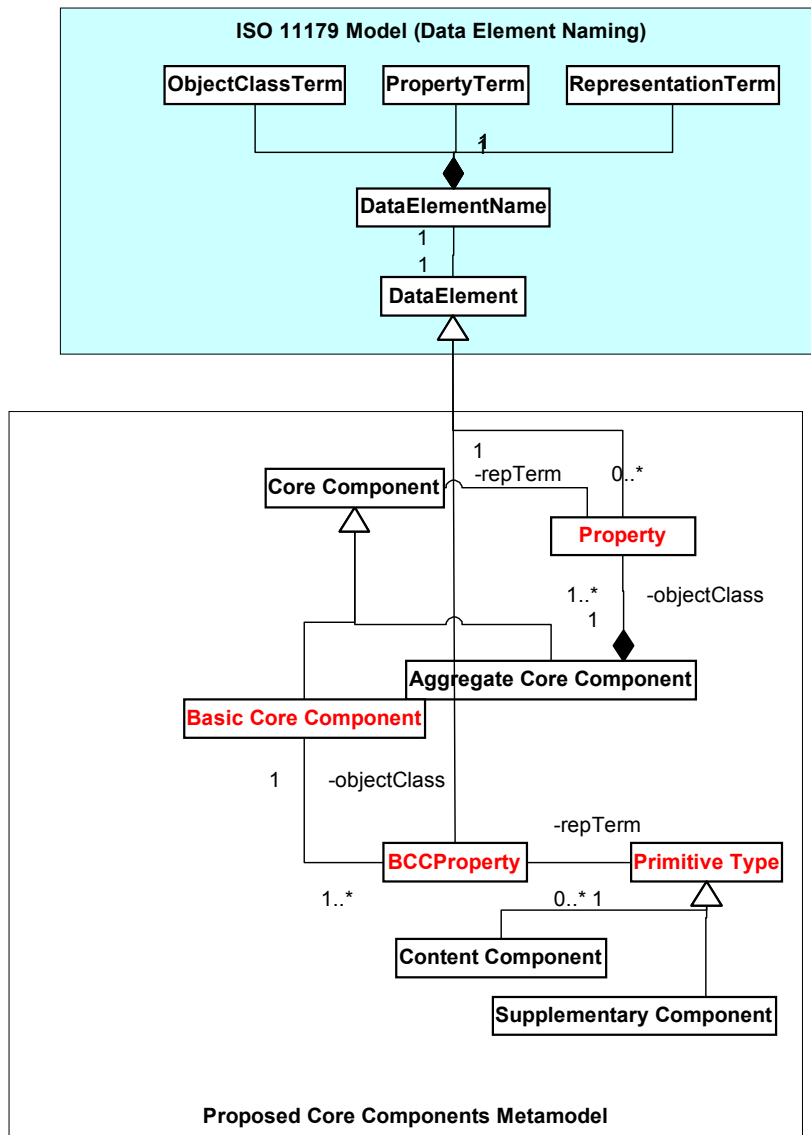 ISO 11179 Model (Data Element Naming)
ObjectClassTerm
PropertyTerm
RepresentationTerm
1
1
DataElementName
1
1
DataElement
1
0..*
-repTerm
Core Component
Property
1..*
-objectClass
1
Aggregate Core Component
Basic Core Component
1
-objectClass
-repTerm
BCCProperty
Primitive Type
1..*
0..* 1
Content Component
Supplementary Component
Proposed Core Components Metamodel